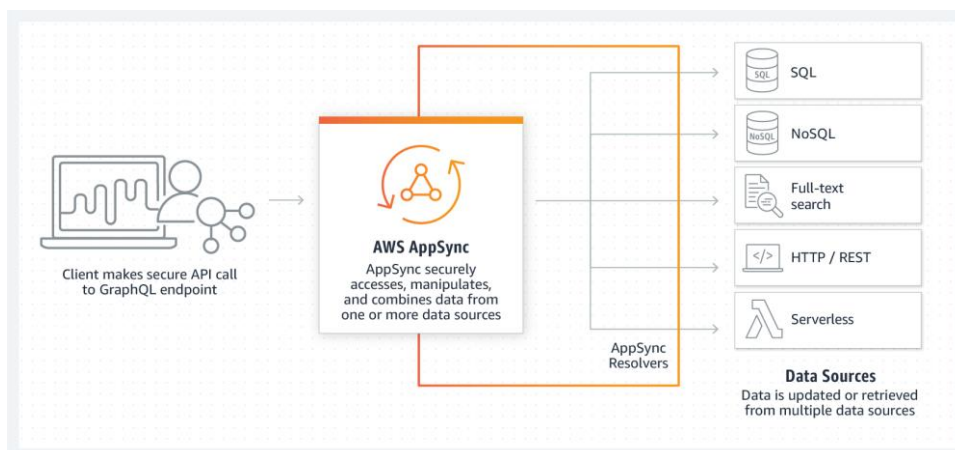 Client makes secure API call
to GraphQL endpoint
AWS AppSync
AppSync securely
accesses, manipulates,
and combines data from
one or more data sources
AppSync
Resolvers
SQL
SQL
NoSQL
NoSQL
Full-text
search
</>
HTTP / REST
Serverless
Data Sources
Data is updated or retrieved
from multiple data sources